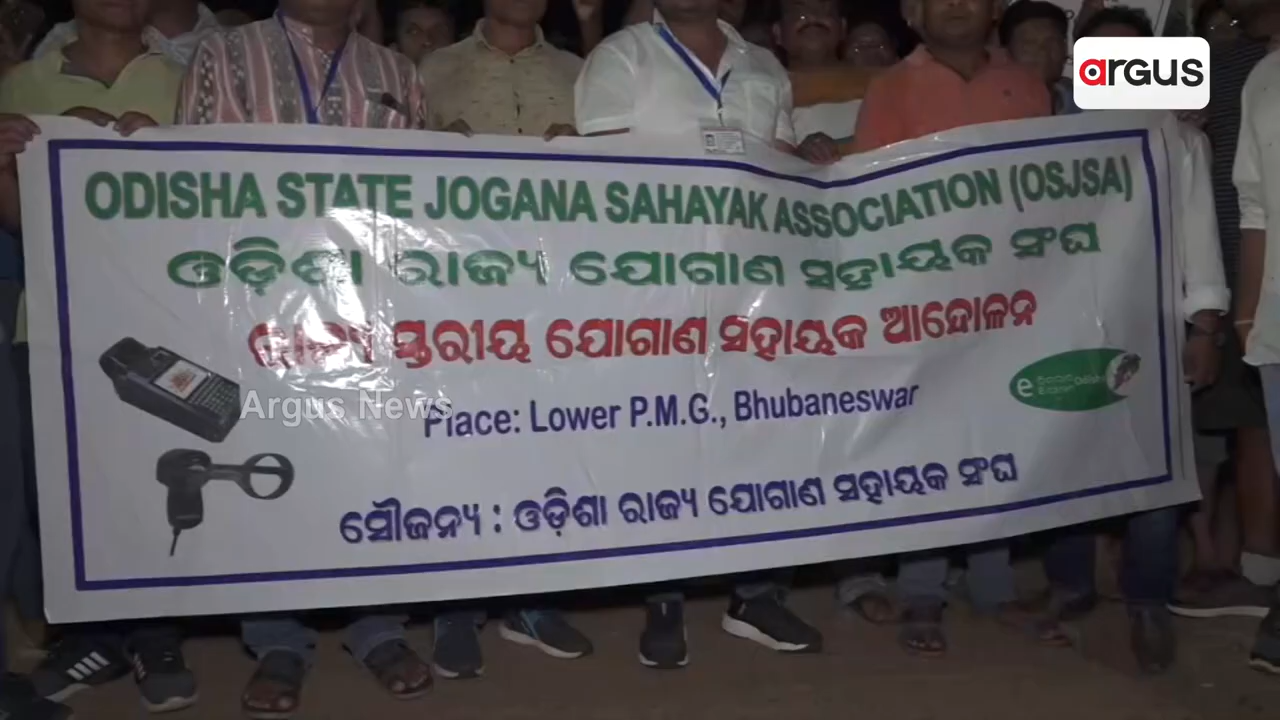 argus
ODISHA STATE JOGANA SAHAYAK ASSOCIATION (OSJSA)
ଓଡ଼ିଶା ରାଜ୍ୟ ଯୋଗାଣ ସହାୟକ ସଂଘ
ରାଜ୍ୟ ସ୍ତରୀୟ ଯୋଗାଣ ସହାୟକ ଆନ୍ଦୋଳନ
Argus News
Place: Lower P.M.G., Bhubaneswar
e
ସୌଜନ୍ୟ : ଓଡ଼ିଶା ରାଜ୍ୟ ଯୋଗାଣ ସହାୟକ ସଂଘ